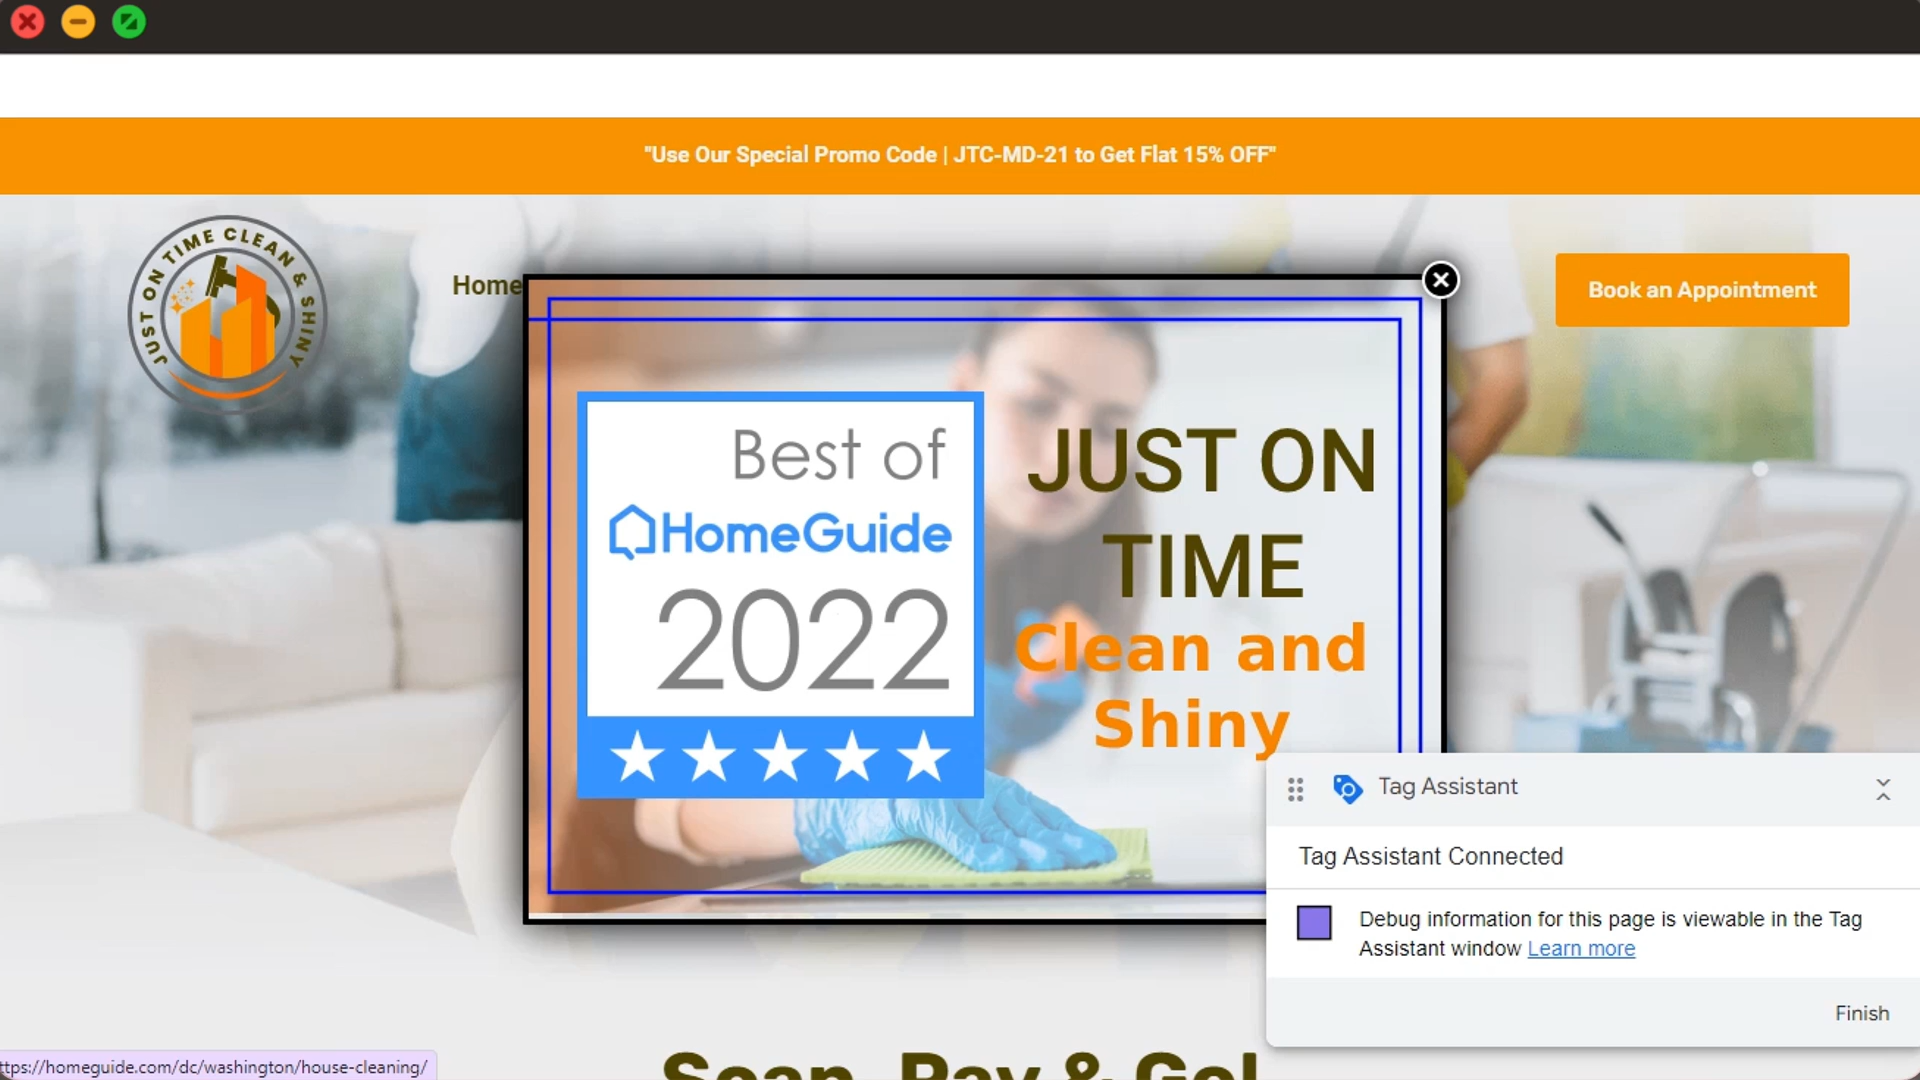 "Use Our Special Promo Code | JTC-MD-21 to Get Flat 15% OFF"
JUST ON TIME CLEAN & SHINY
Home
Book an Appointment
Best of
HomeGuide
2022
JUST ON
TIME
Clean and
Shiny
Tag Assistant
Tag Assistant Connected
Debug information for this page is viewable in the Tag
Assistant window Learn more
Finish
ttps://homeguide.com/dc/washington/house-cleaning/
Scan, Pay & Go!